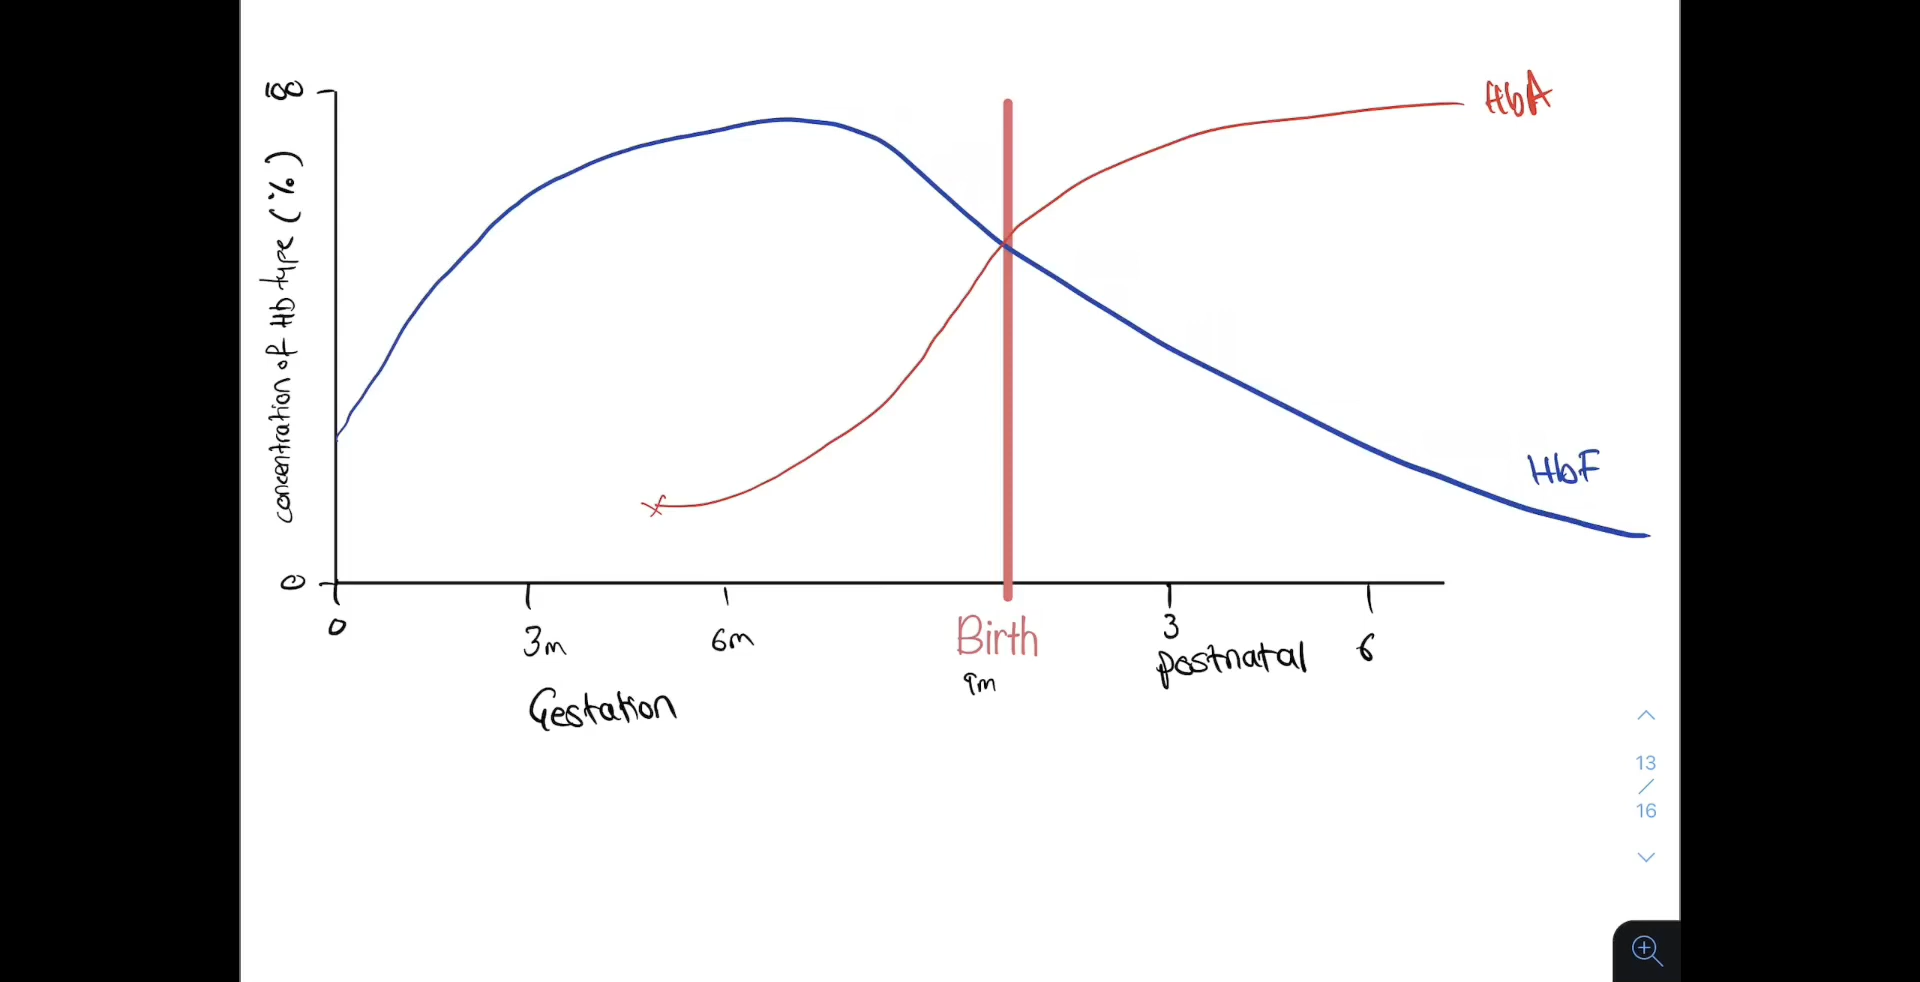 100
HbA
concentration of Hb type (%)
HbF
0
0
3m
6m
Birth
9m
3
postnatal
6
Gestation
13
/
16